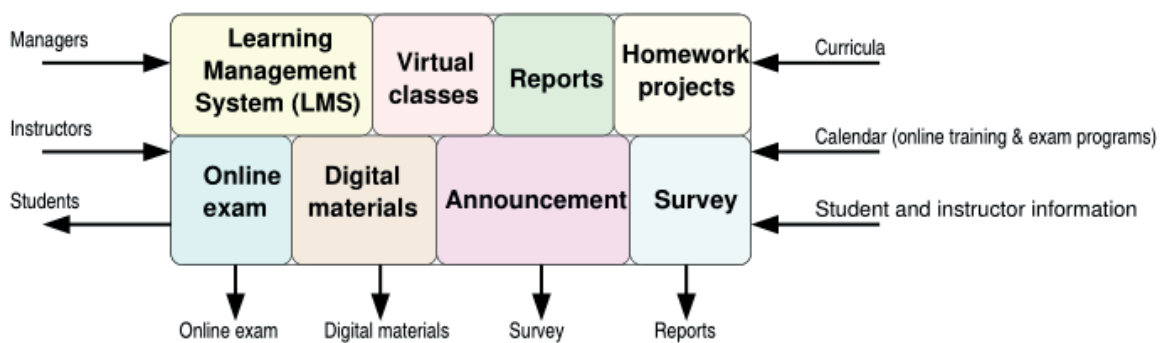 Managers
Learning
Management
System (LMS)
Virtual
classes
Reports
Homework
projects
Curricula
Instructors
Calendar (online training & exam programs)
Students
Online
exam
Digital
materials
Announcement
Survey
Student and instructor information
Online exam
Digital materials
Survey
Reports